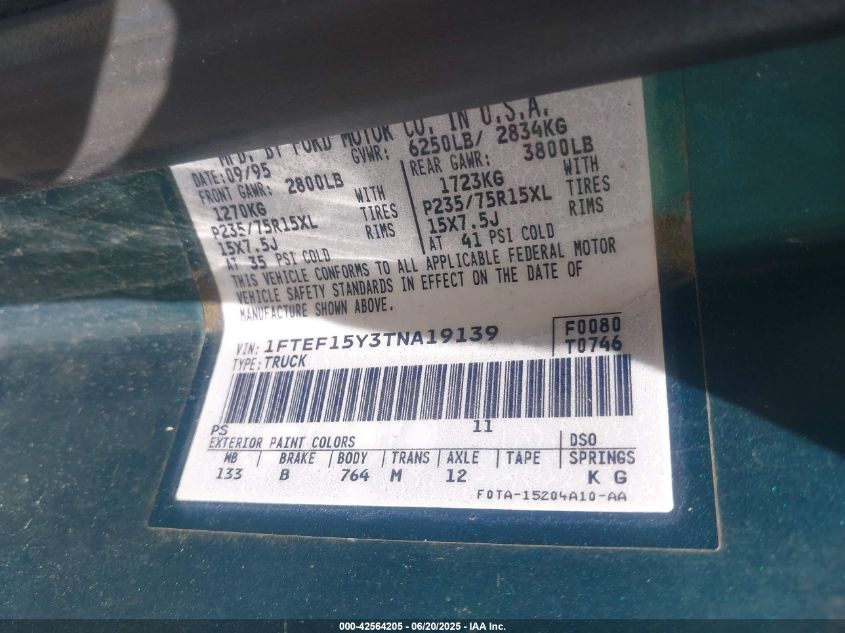 MFD. BY FORD MOTOR CO. IN U.S.A.
DATE: 09/95 GVWR: 6250LB/ 2834KG
FRONT GAWR: 2800LB REAR GAWR: 3800LB
1270KG WITH 1723KG WITH
P235/75R15XL TIRES P235/75R15XL TIRES
15X7.5J RIMS 15X7.5J RIMS
AT 35 PSI COLD AT 41 PSI COLD
THIS VEHICLE CONFORMS TO ALL APPLICABLE FEDERAL MOTOR
VEHICLE SAFETY STANDARDS IN EFFECT ON THE DATE OF
MANUFACTURE SHOWN ABOVE.
VIN: 1FTEF15Y3TNA19139 F0080
TYPE: TRUCK T0746
PS 11
EXTERIOR PAINT COLORS DSO
WB BRAKE BODY TRANS AXLE TAPE SPRINGS
133 B 764 M 12 K G
F0TA-15204A10-AA
000-42564205 | 06/20/2025 | IAA Inc.